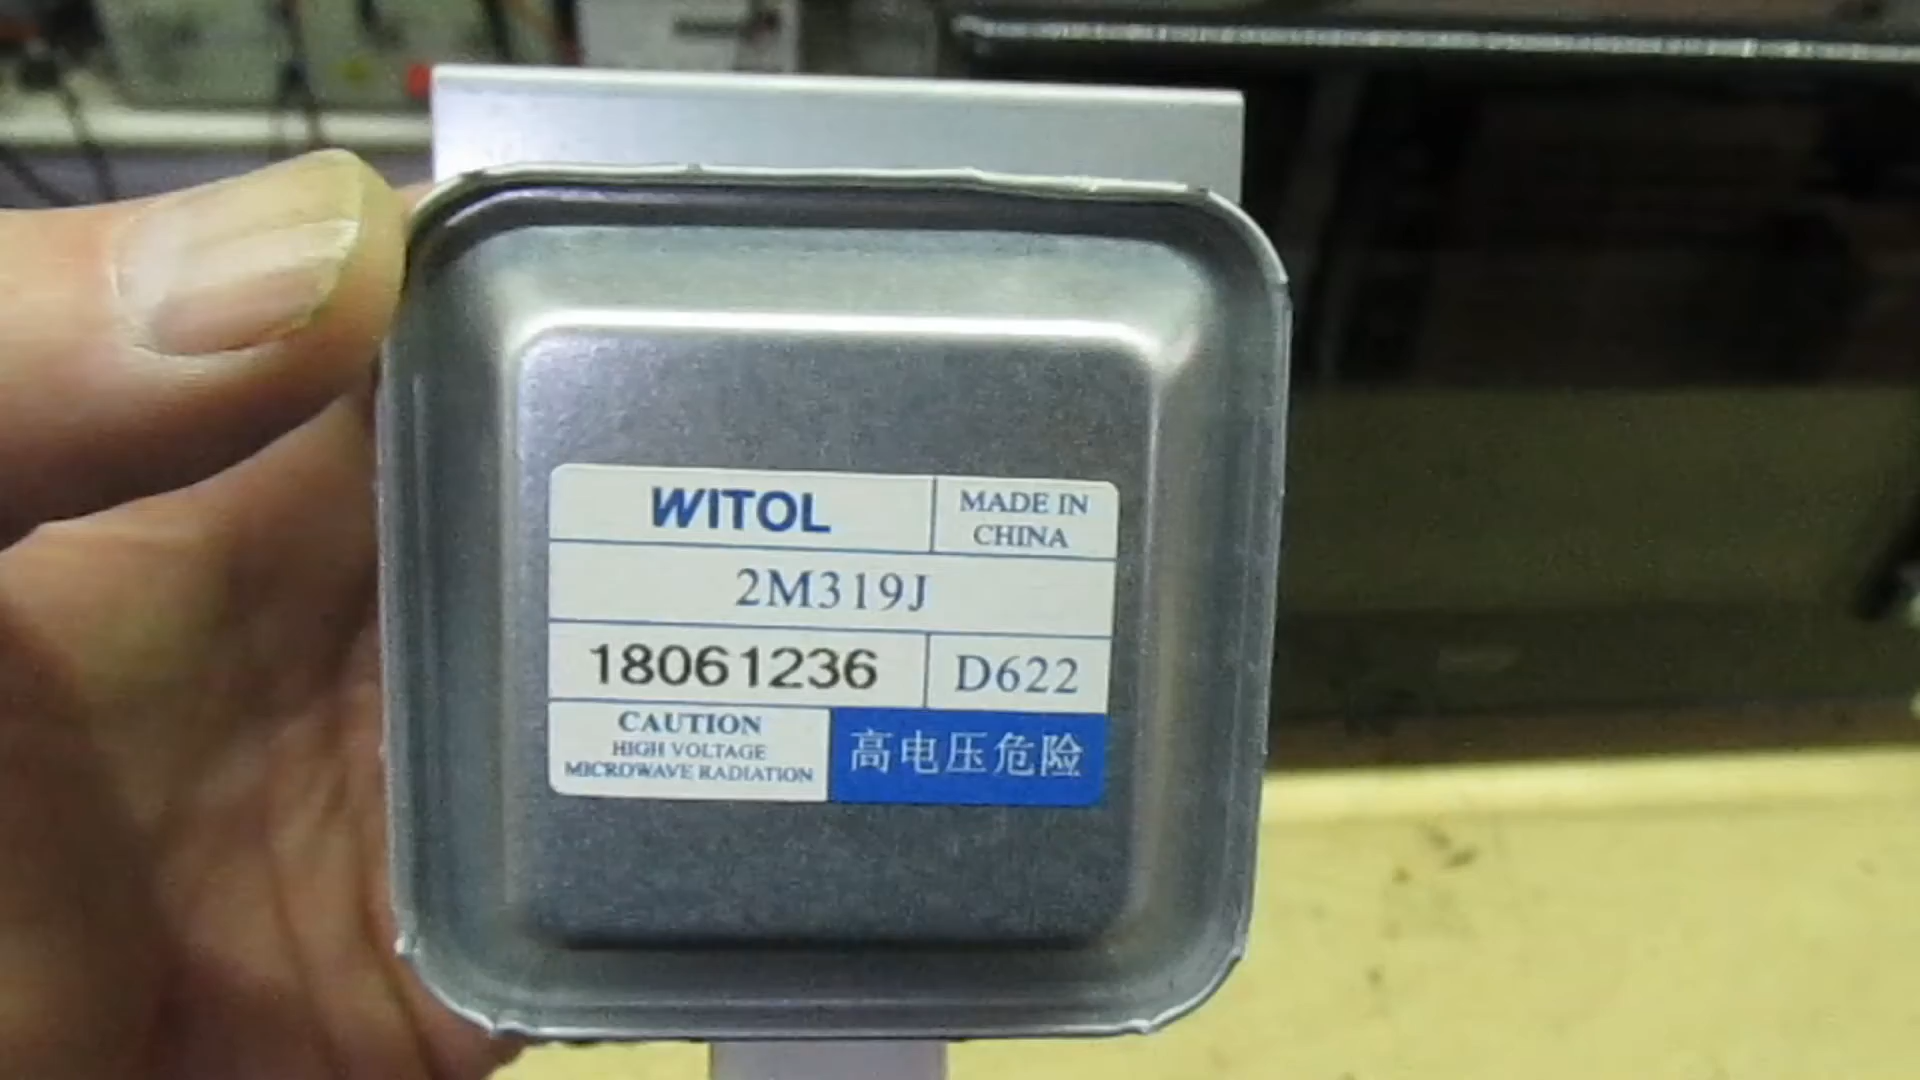 WITOL
MADE IN
CHINA
2M319J
18061236
D622
CAUTION
HIGH VOLTAGE
MICROWAVE RADIATION
高电压危险